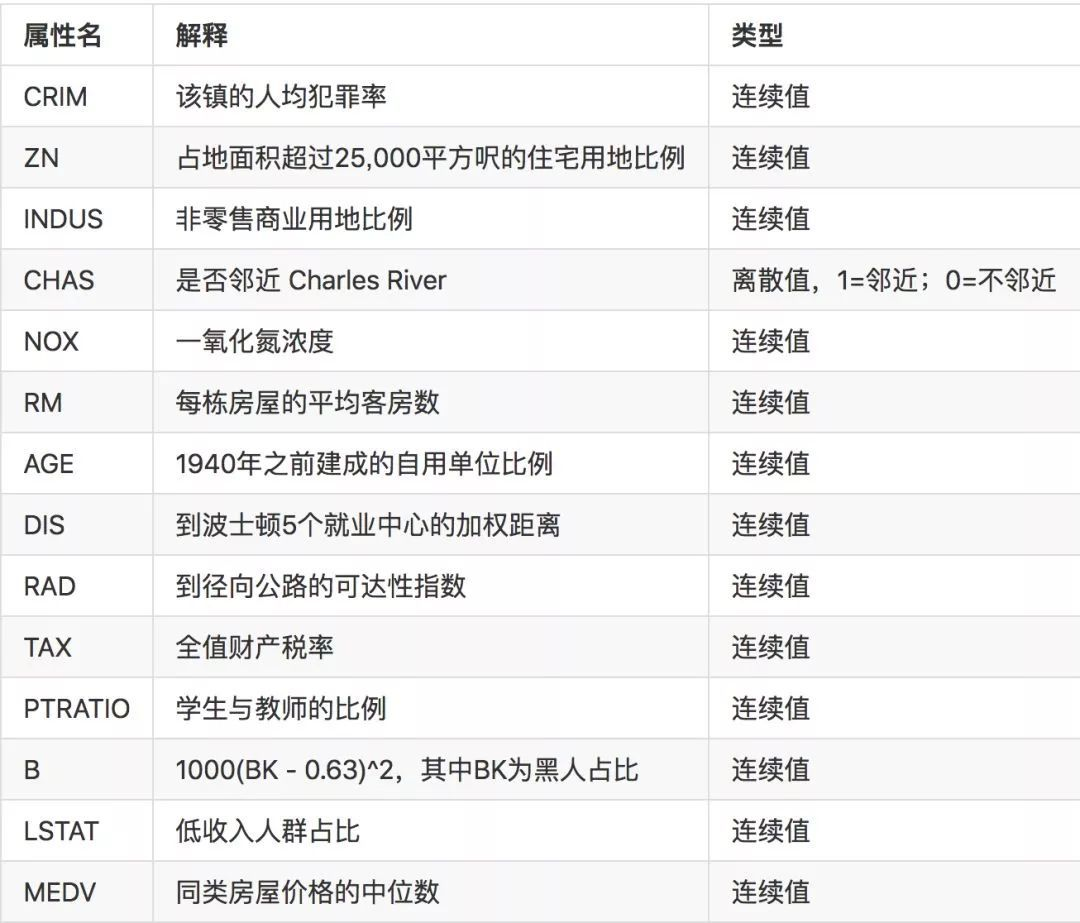 属性名 解释 类型
CRIM 该镇的人均犯罪率 连续值
ZN 占地面积超过25,000平方呎的住宅用地比例 连续值
INDUS 非零售商业用地比例 连续值
CHAS 是否邻近 Charles River 离散值，1=邻近；0=不邻近
NOX 一氧化氮浓度 连续值
RM 每栋房屋的平均客房数 连续值
AGE 1940年之前建成的自用单位比例 连续值
DIS 到波士顿5个就业中心的加权距离 连续值
RAD 到径向公路的可达性指数 连续值
TAX 全值财产税率 连续值
PTRATIO 学生与教师的比例 连续值
B 1000(BK - 0.63)^2，其中BK为黑人占比 连续值
LSTAT 低收入人群占比 连续值
MEDV 同类房屋价格的中位数 连续值